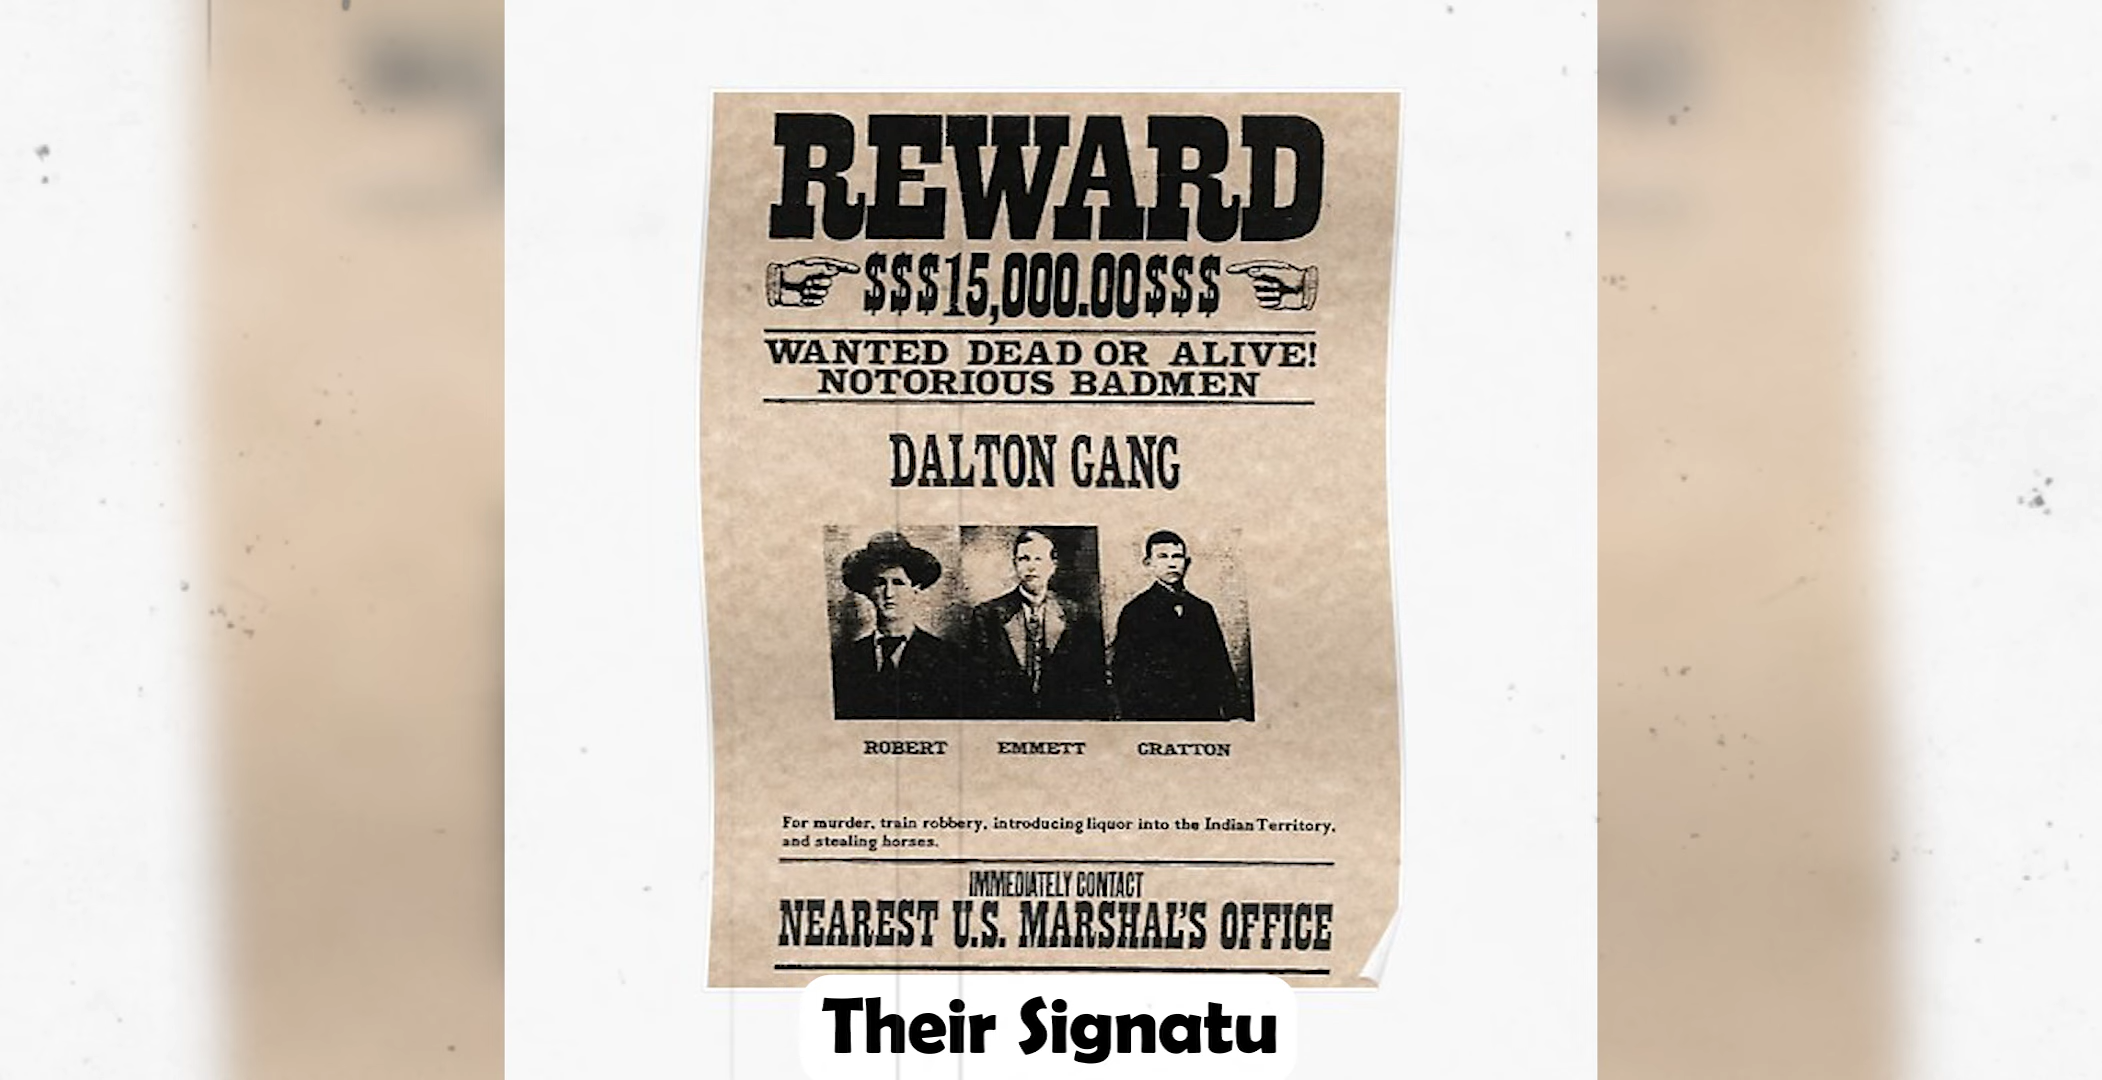 REWARD
$$$15,000.00$$$
WANTED DEAD OR ALIVE!
NOTORIOUS BADMEN
DALTON GANG
ROBERT EMMETT GRATTON
For murder, train robbery, introducing liquor into the Indian Territory,
and stealing horses.
IMMEDIATELY CONTACT
NEAREST U.S. MARSHAL'S OFFICE
Their Signatu